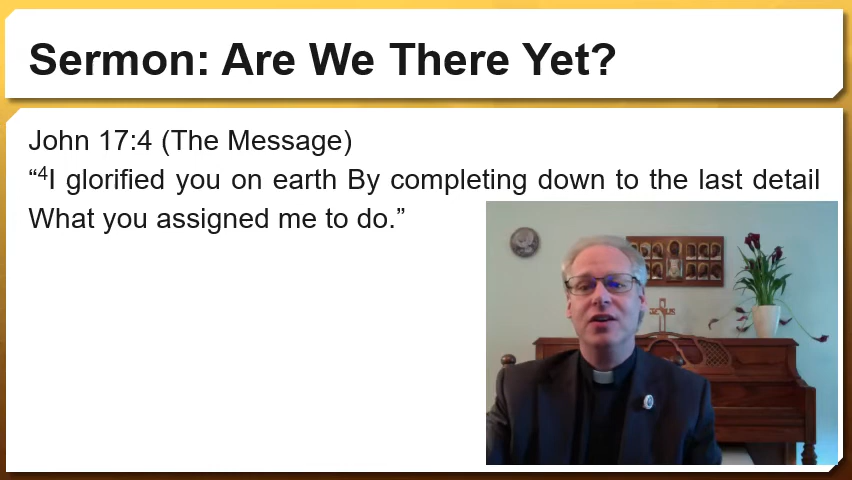 Sermon: Are We There Yet?
John 17:4 (The Message)
“⁴I glorified you on earth By completing down to the last detail
What you assigned me to do.”